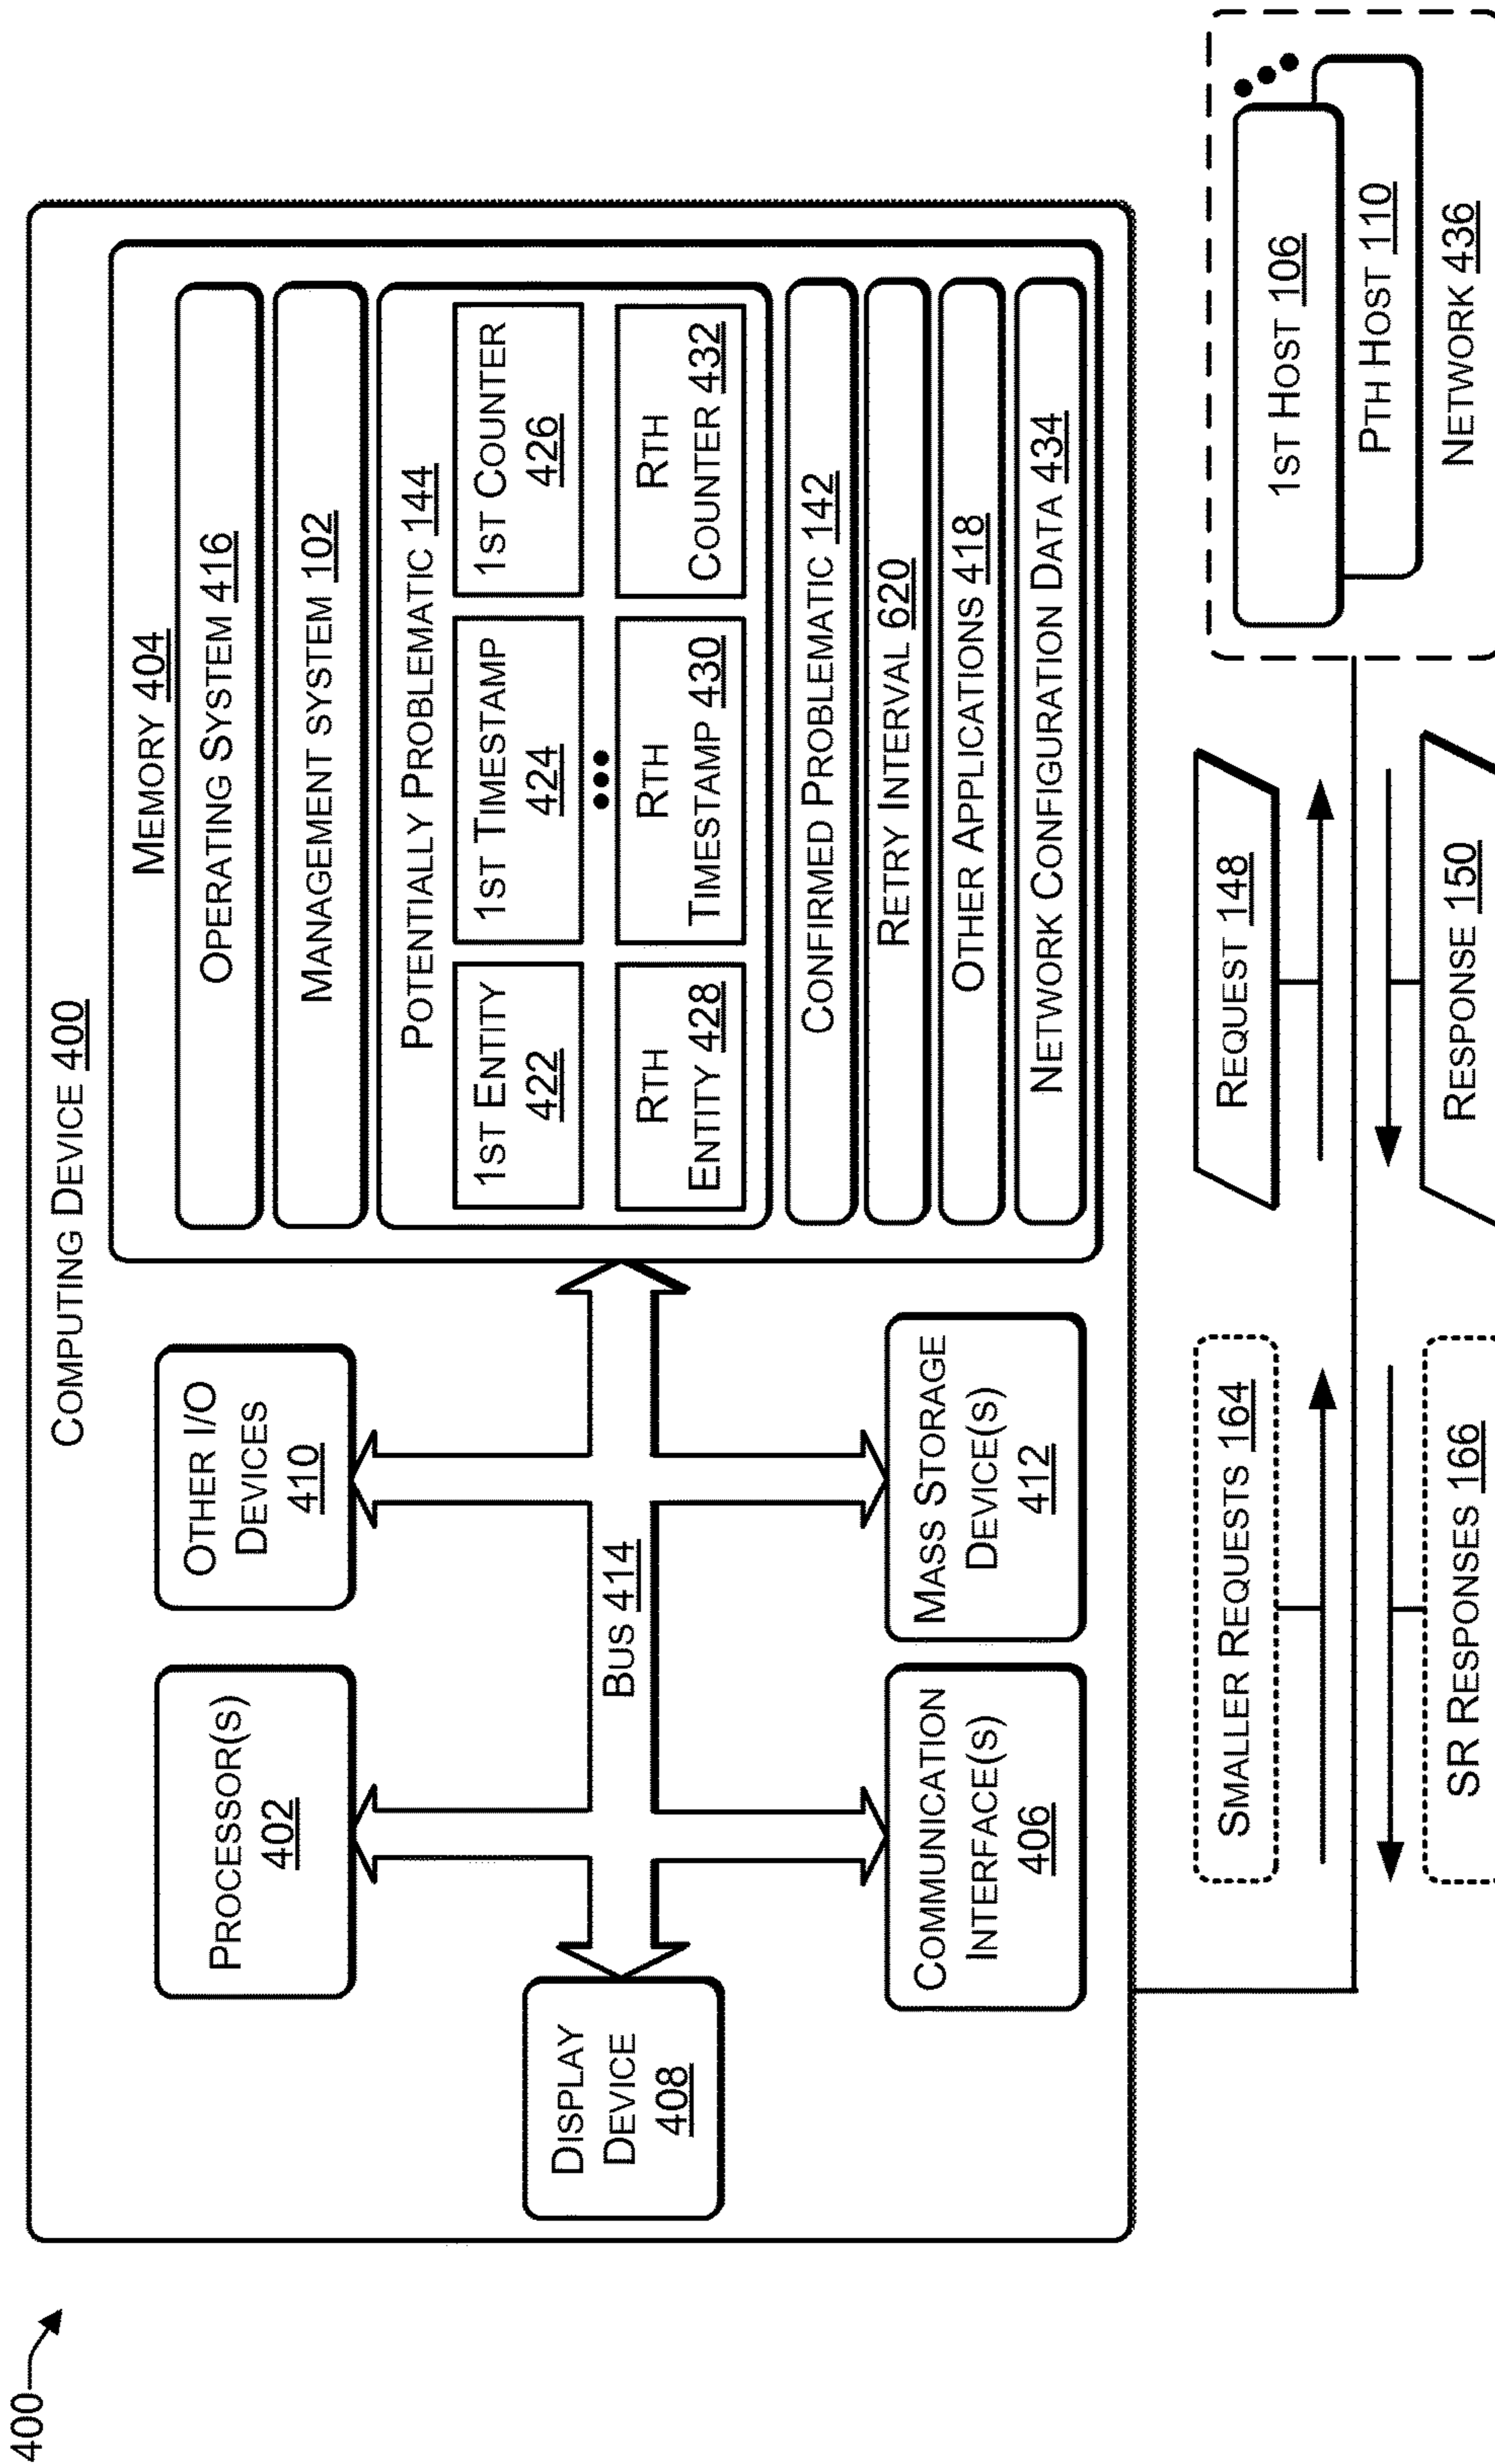 400
COMPUTING DEVICE 400
PROCESSOR(S)
402
OTHER I/O
DEVICES
410
DISPLAY
DEVICE
408
BUS 414
COMMUNICATION
INTERFACE(S)
406
MASS STORAGE
DEVICE(S)
412
MEMORY 404
OPERATING SYSTEM 416
MANAGEMENT SYSTEM 102
POTENTIALLY PROBLEMATIC 144
1ST ENTITY
422
1ST TIMESTAMP
424
1ST COUNTER
426
RTH
ENTITY 428
RTH
TIMESTAMP 430
RTH
COUNTER 432
CONFIRMED PROBLEMATIC 142
RETRY INTERVAL 620
OTHER APPLICATIONS 418
NETWORK CONFIGURATION DATA 434
SMALLER REQUESTS 164
REQUEST 148
SR RESPONSES 166
RESPONSE 150
1ST HOST 106
PTH HOST 110
NETWORK 436